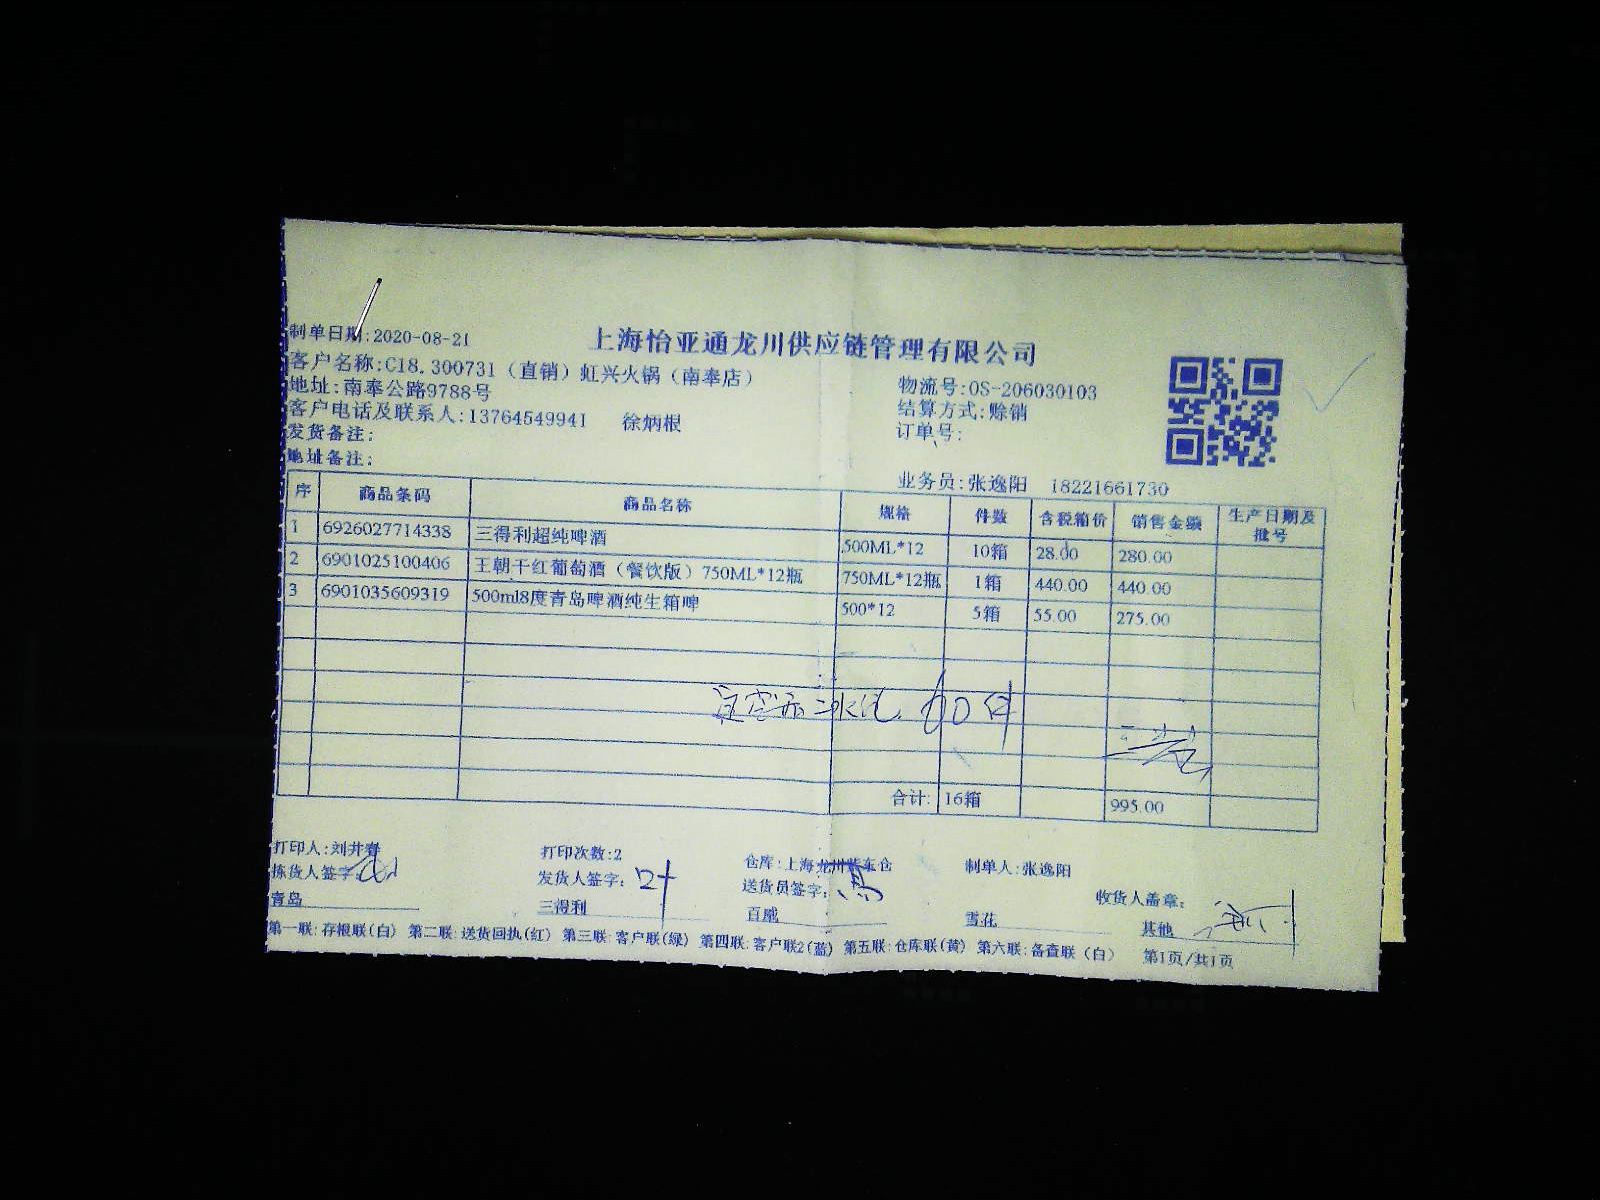 上海怡亚通龙川供应链管理有限公司
制单日期:2020-08-21
客户名称:C18.300731（直销）虹兴火锅（南奉店） 物流号:OS-206030103
地址:南奉公路9788号 结算方式:赊销
客户电话及联系人:13764549941 徐炳根 订单号:
发货备注:
地址备注: 业务员:张逸阳 18221661730
序 商品条码 商品名称 规格 件数 含税箱价 销售金额 生产日期及批号
1 6926027714338 三得利超纯啤酒 500ML*12 10箱 28.00 280.00
2 6901025100406 王朝干红葡萄酒（餐饮版）750ML*12瓶 750ML*12瓶 1箱 440.00 440.00
3 6901035609319 500ml8度青岛啤酒纯生箱啤 500*12 5箱 55.00 275.00
合计: 16箱 995.00
打印人:刘井春 打印次数:2 仓库:上海龙川紫东仓 制单人:张逸阳
拣货人签字: 发货人签字: 叶 送货员签字: 收货人盖章:
青岛 三得利 百威 雪花 其他
第一联:存根联(白) 第二联:送货回执(红) 第三联:客户联(绿) 第四联:客户联2(蓝) 第五联:仓库联(黄) 第六联:备查联（白） 第1页/共1页